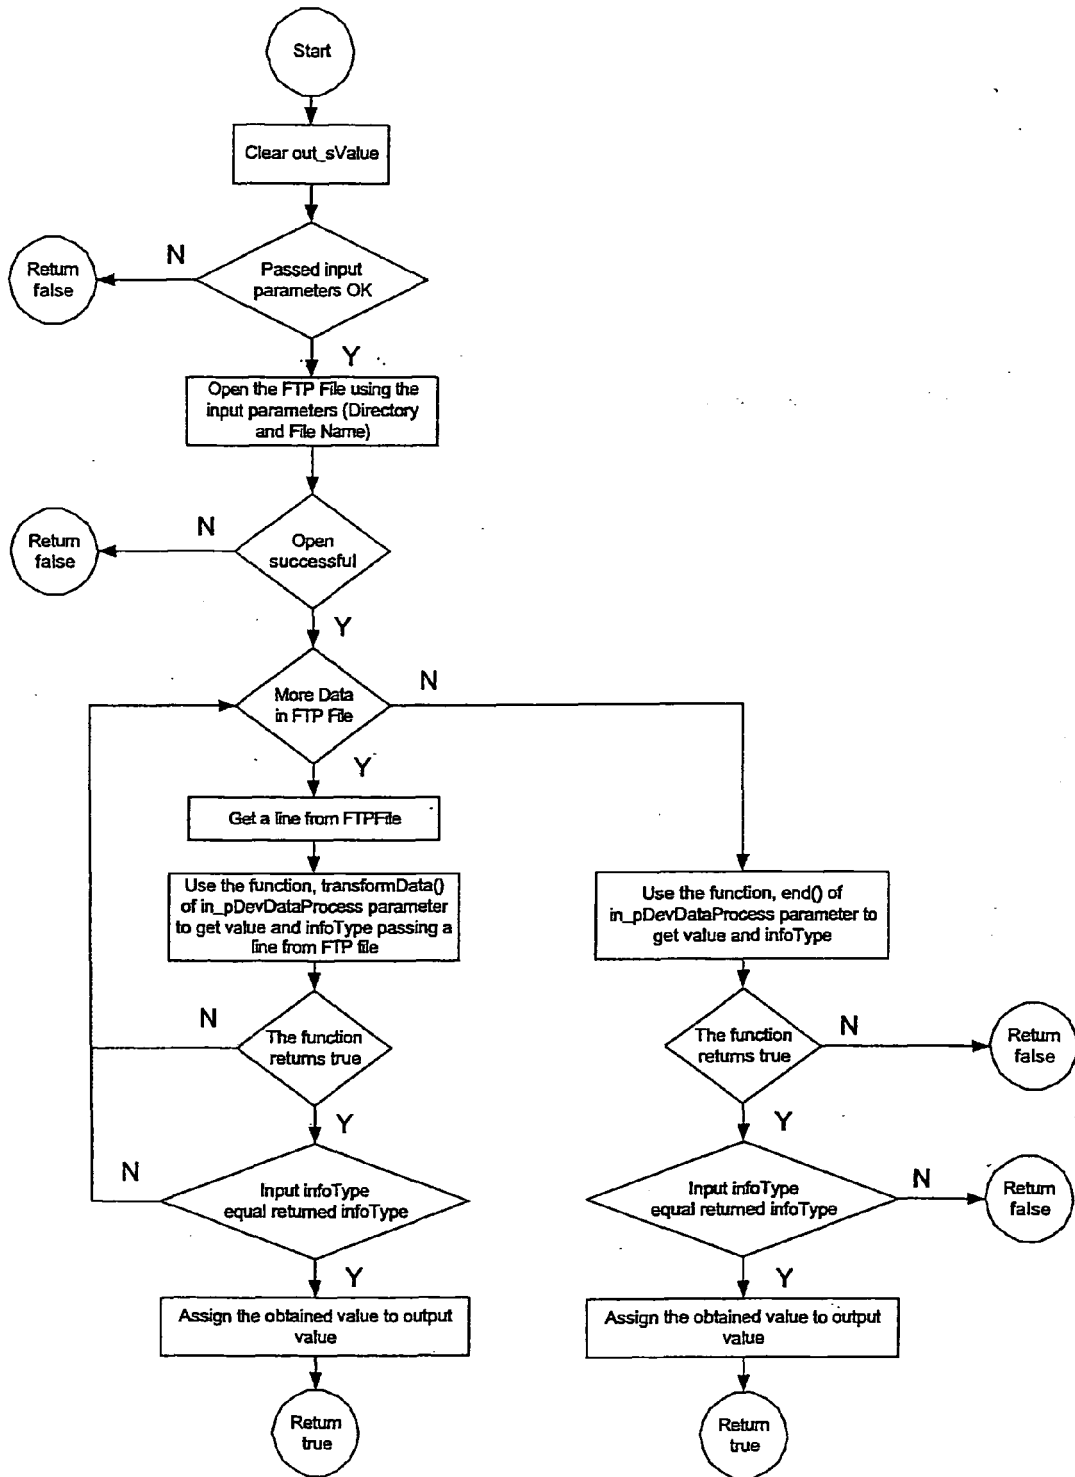 Start
Clear out_sValue
N
Return
false
Passed input
parameters OK
Y
Open the FTP File using the
input parameters (Directory
and File Name)
N
Return
false
Open
successful
Y
More Data
in FTP File
N
Y
Get a line from FTPFile
Use the function, transformData()
of in_pDevDataProcess parameter
to get value and infoType passing a
line from FTP file
Use the function, end() of
in_pDevDataProcess parameter to
get value and infoType
N
The function
returns true
The function
returns true
N
Return
false
Y
Y
N
Input infoType
equal returned infoType
Input infoType
equal returned infoType
N
Return
false
Y
Y
Assign the obtained value to output
value
Assign the obtained value to output
value
Return
true
Return
true